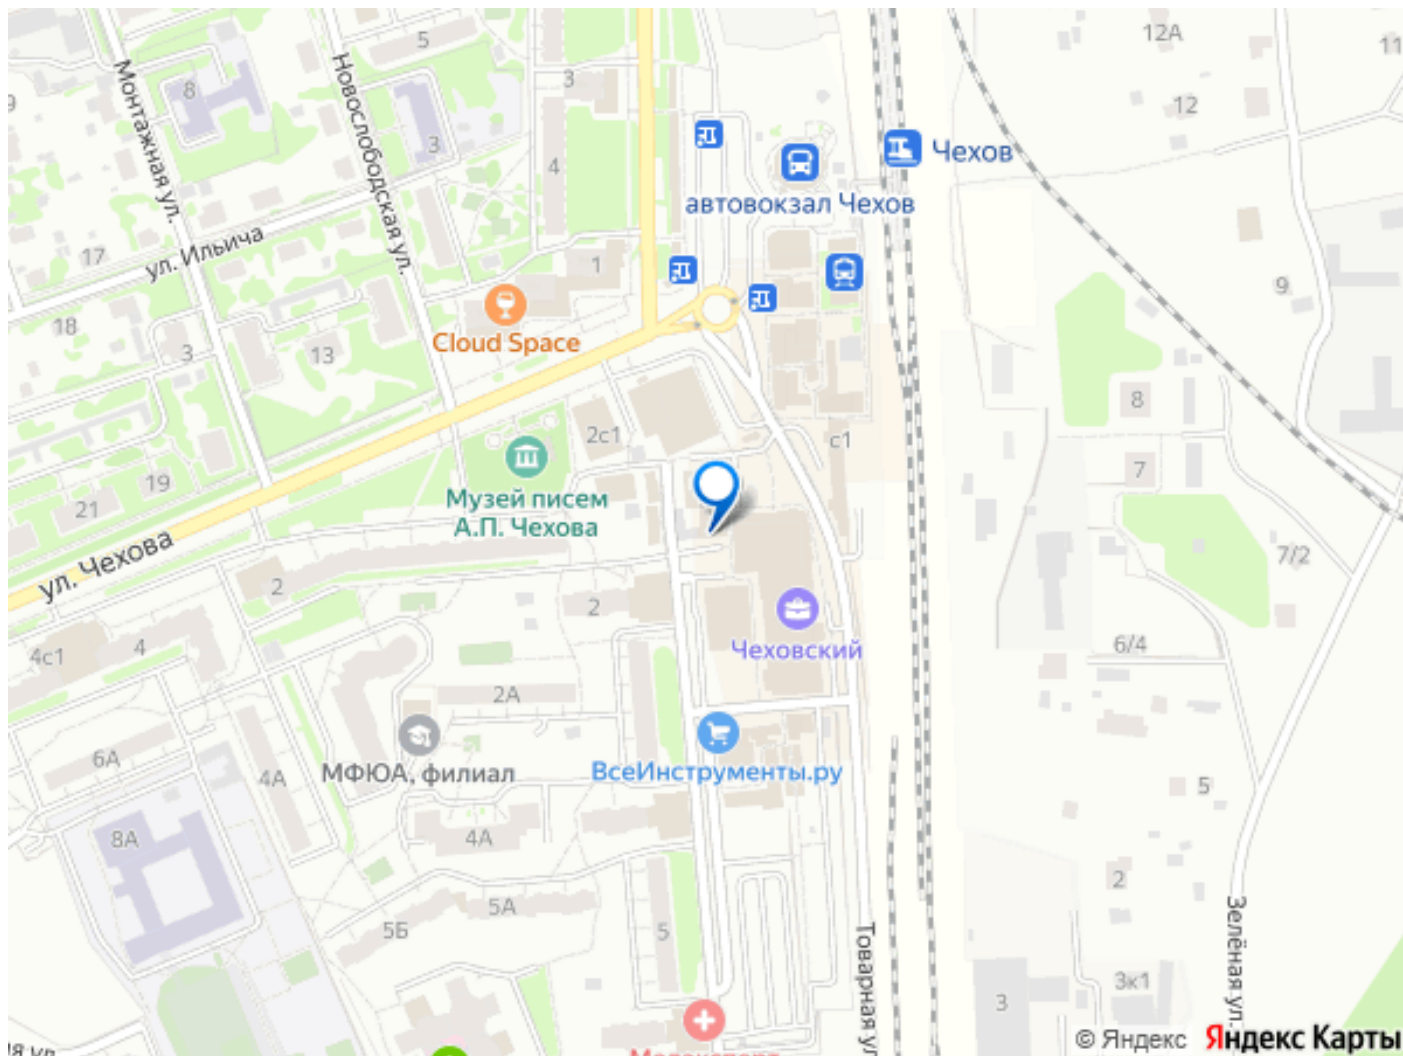 5
12А
11
Монтажная ул.
Новослободская ул.
3
8
12
3
4
Чехов
автовокзал Чехов
17
ул. Ильича
1
9
18
3
13
Cloud Space
8
2с1
с1
7
19
21
Музей писем
А.П. Чехова
ул. Чехова
7/2
2
2
4с1
4
Чеховский
6/4
2А
6А
4А
МФЮА, филиал
ВсеИнструменты.ру
5
8А
4А
2
5А
5Б
5
Зелёная ул.
Товарная ул
3
3к1
© Яндекс Яндекс Карты